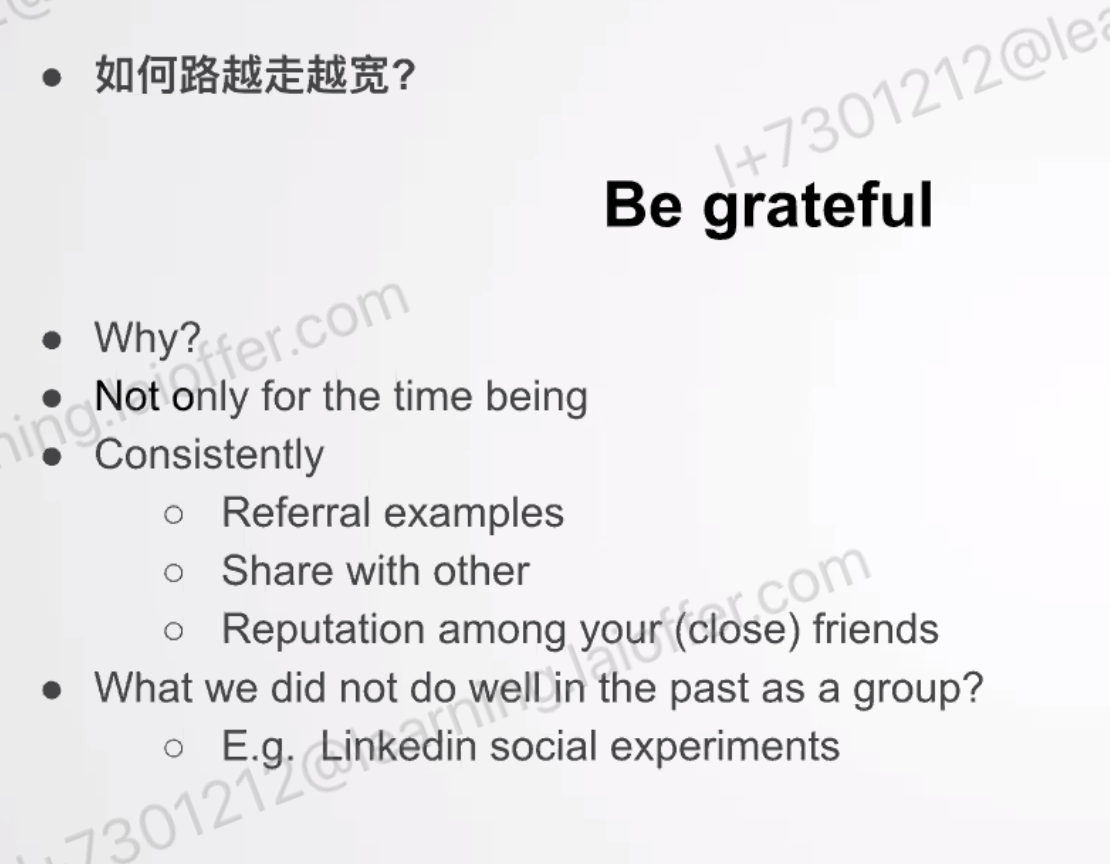 如何路越走越宽?
l+7301212@lea
Be grateful
Why?
ning.laioffer.com
Not only for the time being
Consistently
Referral examples
Share with other
Reputation among your (close) friends
What we did not do well in the past as a group?
E.g. Linkedin social experiments
l+7301212@learning.laioffer.com